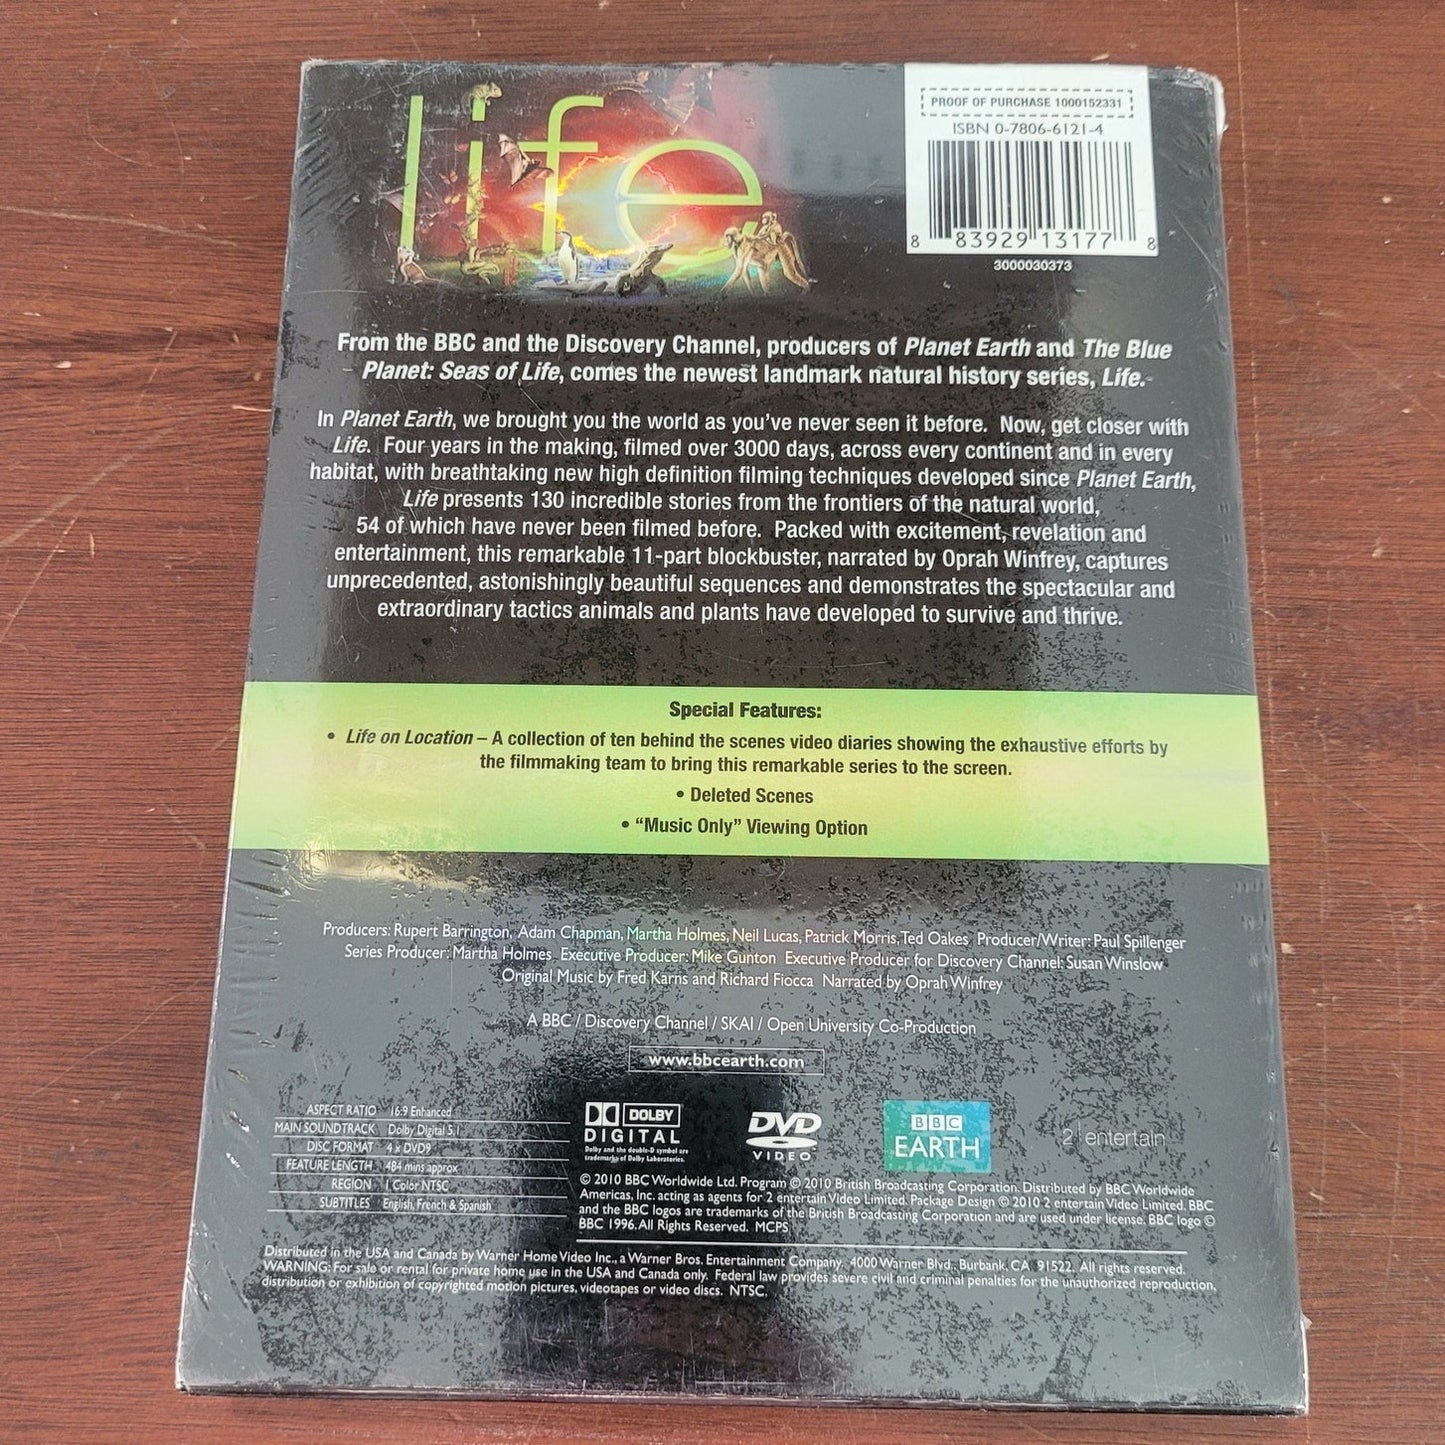 life
PROOF OF PURCHASE 1000152331
ISBN 0-7806-6121-4
8 83929 13177 8
3000030373
From the BBC and the Discovery Channel, producers of Planet Earth and The Blue
Planet: Seas of Life, comes the newest landmark natural history series, Life.
In Planet Earth, we brought you the world as you've never seen it before. Now, get closer with
Life. Four years in the making, filmed over 3000 days, across every continent and in every
habitat, with breathtaking new high definition filming techniques developed since Planet Earth,
Life presents 130 incredible stories from the frontiers of the natural world,
54 of which have never been filmed before. Packed with excitement, revelation and
entertainment, this remarkable 11-part blockbuster, narrated by Oprah Winfrey, captures
unprecedented, astonishingly beautiful sequences and demonstrates the spectacular and
extraordinary tactics animals and plants have developed to survive and thrive.
Special Features:
• Life on Location – A collection of ten behind the scenes video diaries showing the exhaustive efforts by
the filmmaking team to bring this remarkable series to the screen.
• Deleted Scenes
• “Music Only” Viewing Option
Producers: Rupert Barrington, Adam Chapman, Martha Holmes, Neil Lucas, Patrick Morris, Ted Oakes Producer/Writer: Paul Spillenger
Series Producer: Martha Holmes Executive Producer: Mike Gunton Executive Producer for Discovery Channel: Susan Winslow
Original Music by Fred Karns and Richard Fiocca Narrated by Oprah Winfrey
A BBC / Discovery Channel / SKAI / Open University Co-Production
www.bbcearth.com
ASPECT RATIO 16:9 Enhanced
MAIN SOUNDTRACK Dolby Digital 5.1
DISC FORMAT 4 x DVD9
FEATURE LENGTH 484 mins approx
REGION 1 Color NTSC
SUBTITLES English, French & Spanish
DOLBY
DIGITAL
Dolby and the double-D symbol are
trademarks of Dolby Laboratories.
DVD
VIDEO
BBC
EARTH
2 | entertain
© 2010 BBC Worldwide Ltd. Program © 2010 British Broadcasting Corporation. Distributed by BBC Worldwide
Americas, Inc. acting as agents for 2 entertain Video Limited. Package Design © 2010 2 entertain Video Limited. BBC
and the BBC logos are trademarks of the British Broadcasting Corporation and are used under license. BBC logo ©
BBC 1996. All Rights Reserved. MCPS
Distributed in the USA and Canada by Warner Home Video Inc., a Warner Bros. Entertainment Company, 4000 Warner Blvd., Burbank, CA 91522. All rights reserved.
WARNING: For sale or rental for private home use in the USA and Canada only. Federal law provides severe civil and criminal penalties for the unauthorized reproduction,
distribution or exhibition of copyrighted motion pictures, videotapes or video discs. NTSC.